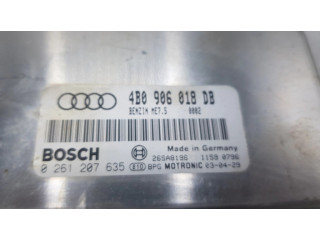 4B0 906 018 DB
BENZIN ME7.5 0002
BOSCH
Made in Germany
265A8196 1159 0796
0 261 207 635 BPG MOTRONIC 03-04-29